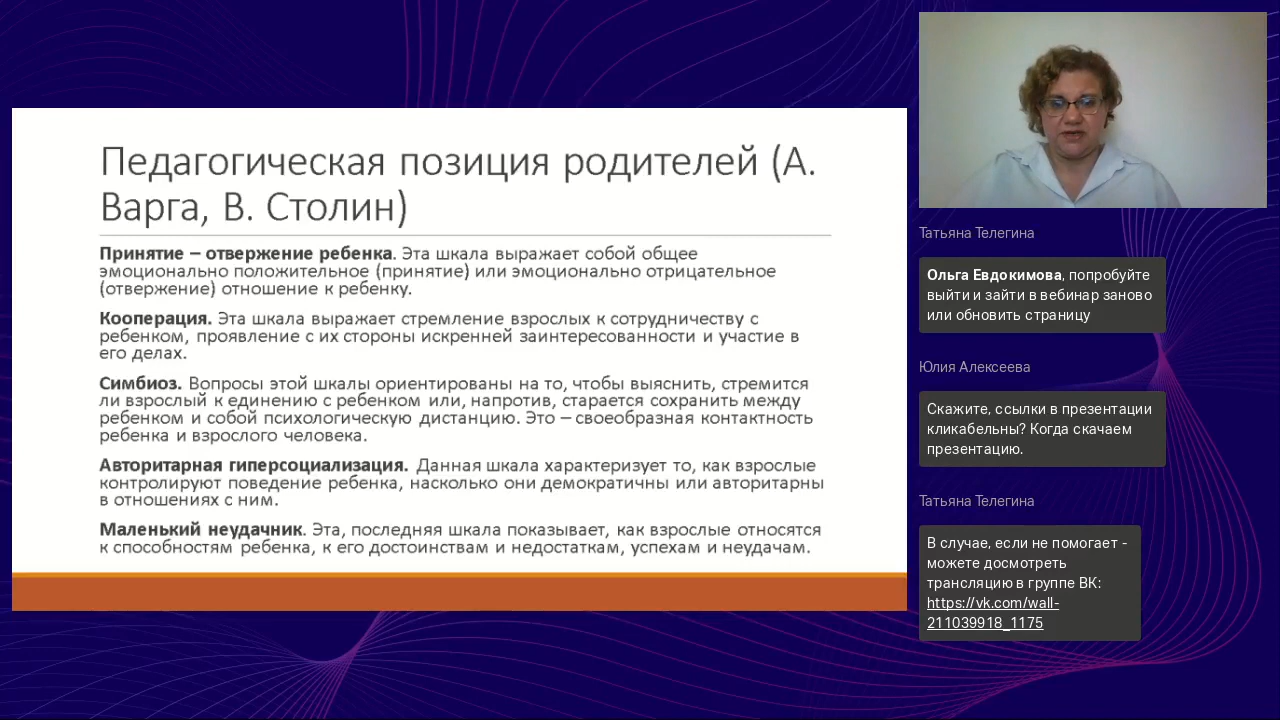 Педагогическая позиция родителей (А.
Варга, В. Столин)
Принятие – отвержение ребенка. Эта шкала выражает собой общее
эмоционально положительное (принятие) или эмоционально отрицательное
(отвержение) отношение к ребенку.
Кооперация. Эта шкала выражает стремление взрослых к сотрудничеству с
ребенком, проявление с их стороны искренней заинтересованности и участие в
его делах.
Симбиоз. Вопросы этой шкалы ориентированы на то, чтобы выяснить, стремится
ли взрослый к единению с ребенком или, напротив, старается сохранить между
ребенком и собой психологическую дистанцию. Это – своеобразная контактность
ребенка и взрослого человека.
Авторитарная гиперсоциализация. Данная шкала характеризует то, как взрослые
контролируют поведение ребенка, насколько они демократичны или авторитарны
в отношениях с ним.
Маленький неудачник. Эта, последняя шкала показывает, как взрослые относятся
к способностям ребенка, к его достоинствам и недостаткам, успехам и неудачам.
Татьяна Телегина
Ольга Евдокимова, попробуйте
выйти и зайти в вебинар заново
или обновить страницу
Юлия Алексеева
Скажите, ссылки в презентации
кликабельны? Когда скачаем
презентацию.
Татьяна Телегина
В случае, если не помогает -
можете досмотреть
трансляцию в группе ВК:
https://vk.com/wall-
211039918_1175